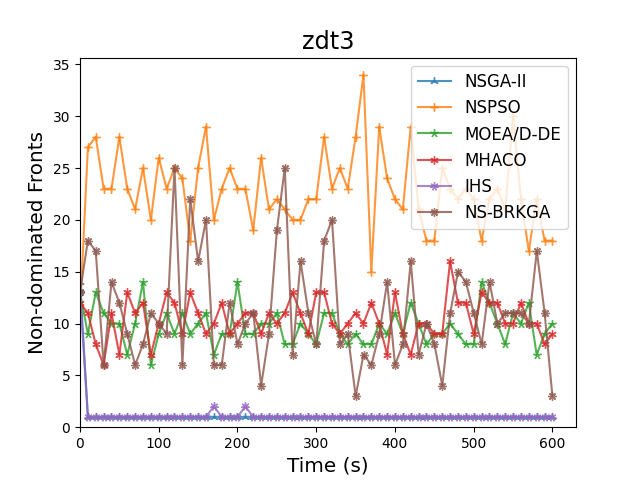 zdt3
Non-dominated Fronts
35
30
25
20
15
10
5
0
0 100 200 300 400 500 600
Time (s)
NSGA-II
NSPSO
MOEA/D-DE
MHACO
IHS
NS-BRKGA